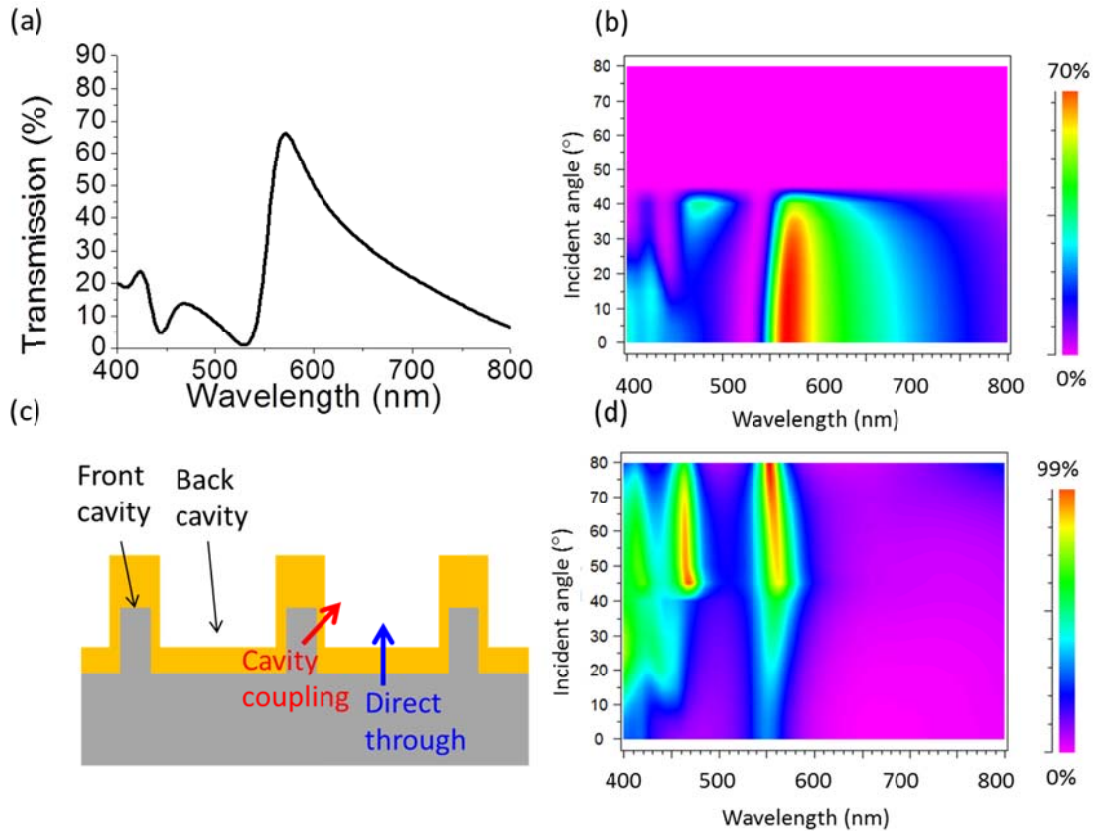 (a)
90
80
70
60
50
40
30
20
10
0
Transmission (%)
400
500
600
700
800
Wavelength (nm)
(b)
80
70
60
50
40
30
20
10
0
Incident angle (°)
400
500
600
700
800
Wavelength (nm)
70%
0%
(c)
Front
cavity
Back
cavity
Cavity
coupling
Direct
through
(d)
80
70
60
50
40
30
20
10
0
Incident angle (°)
400
500
600
700
800
Wavelength (nm)
99%
0%